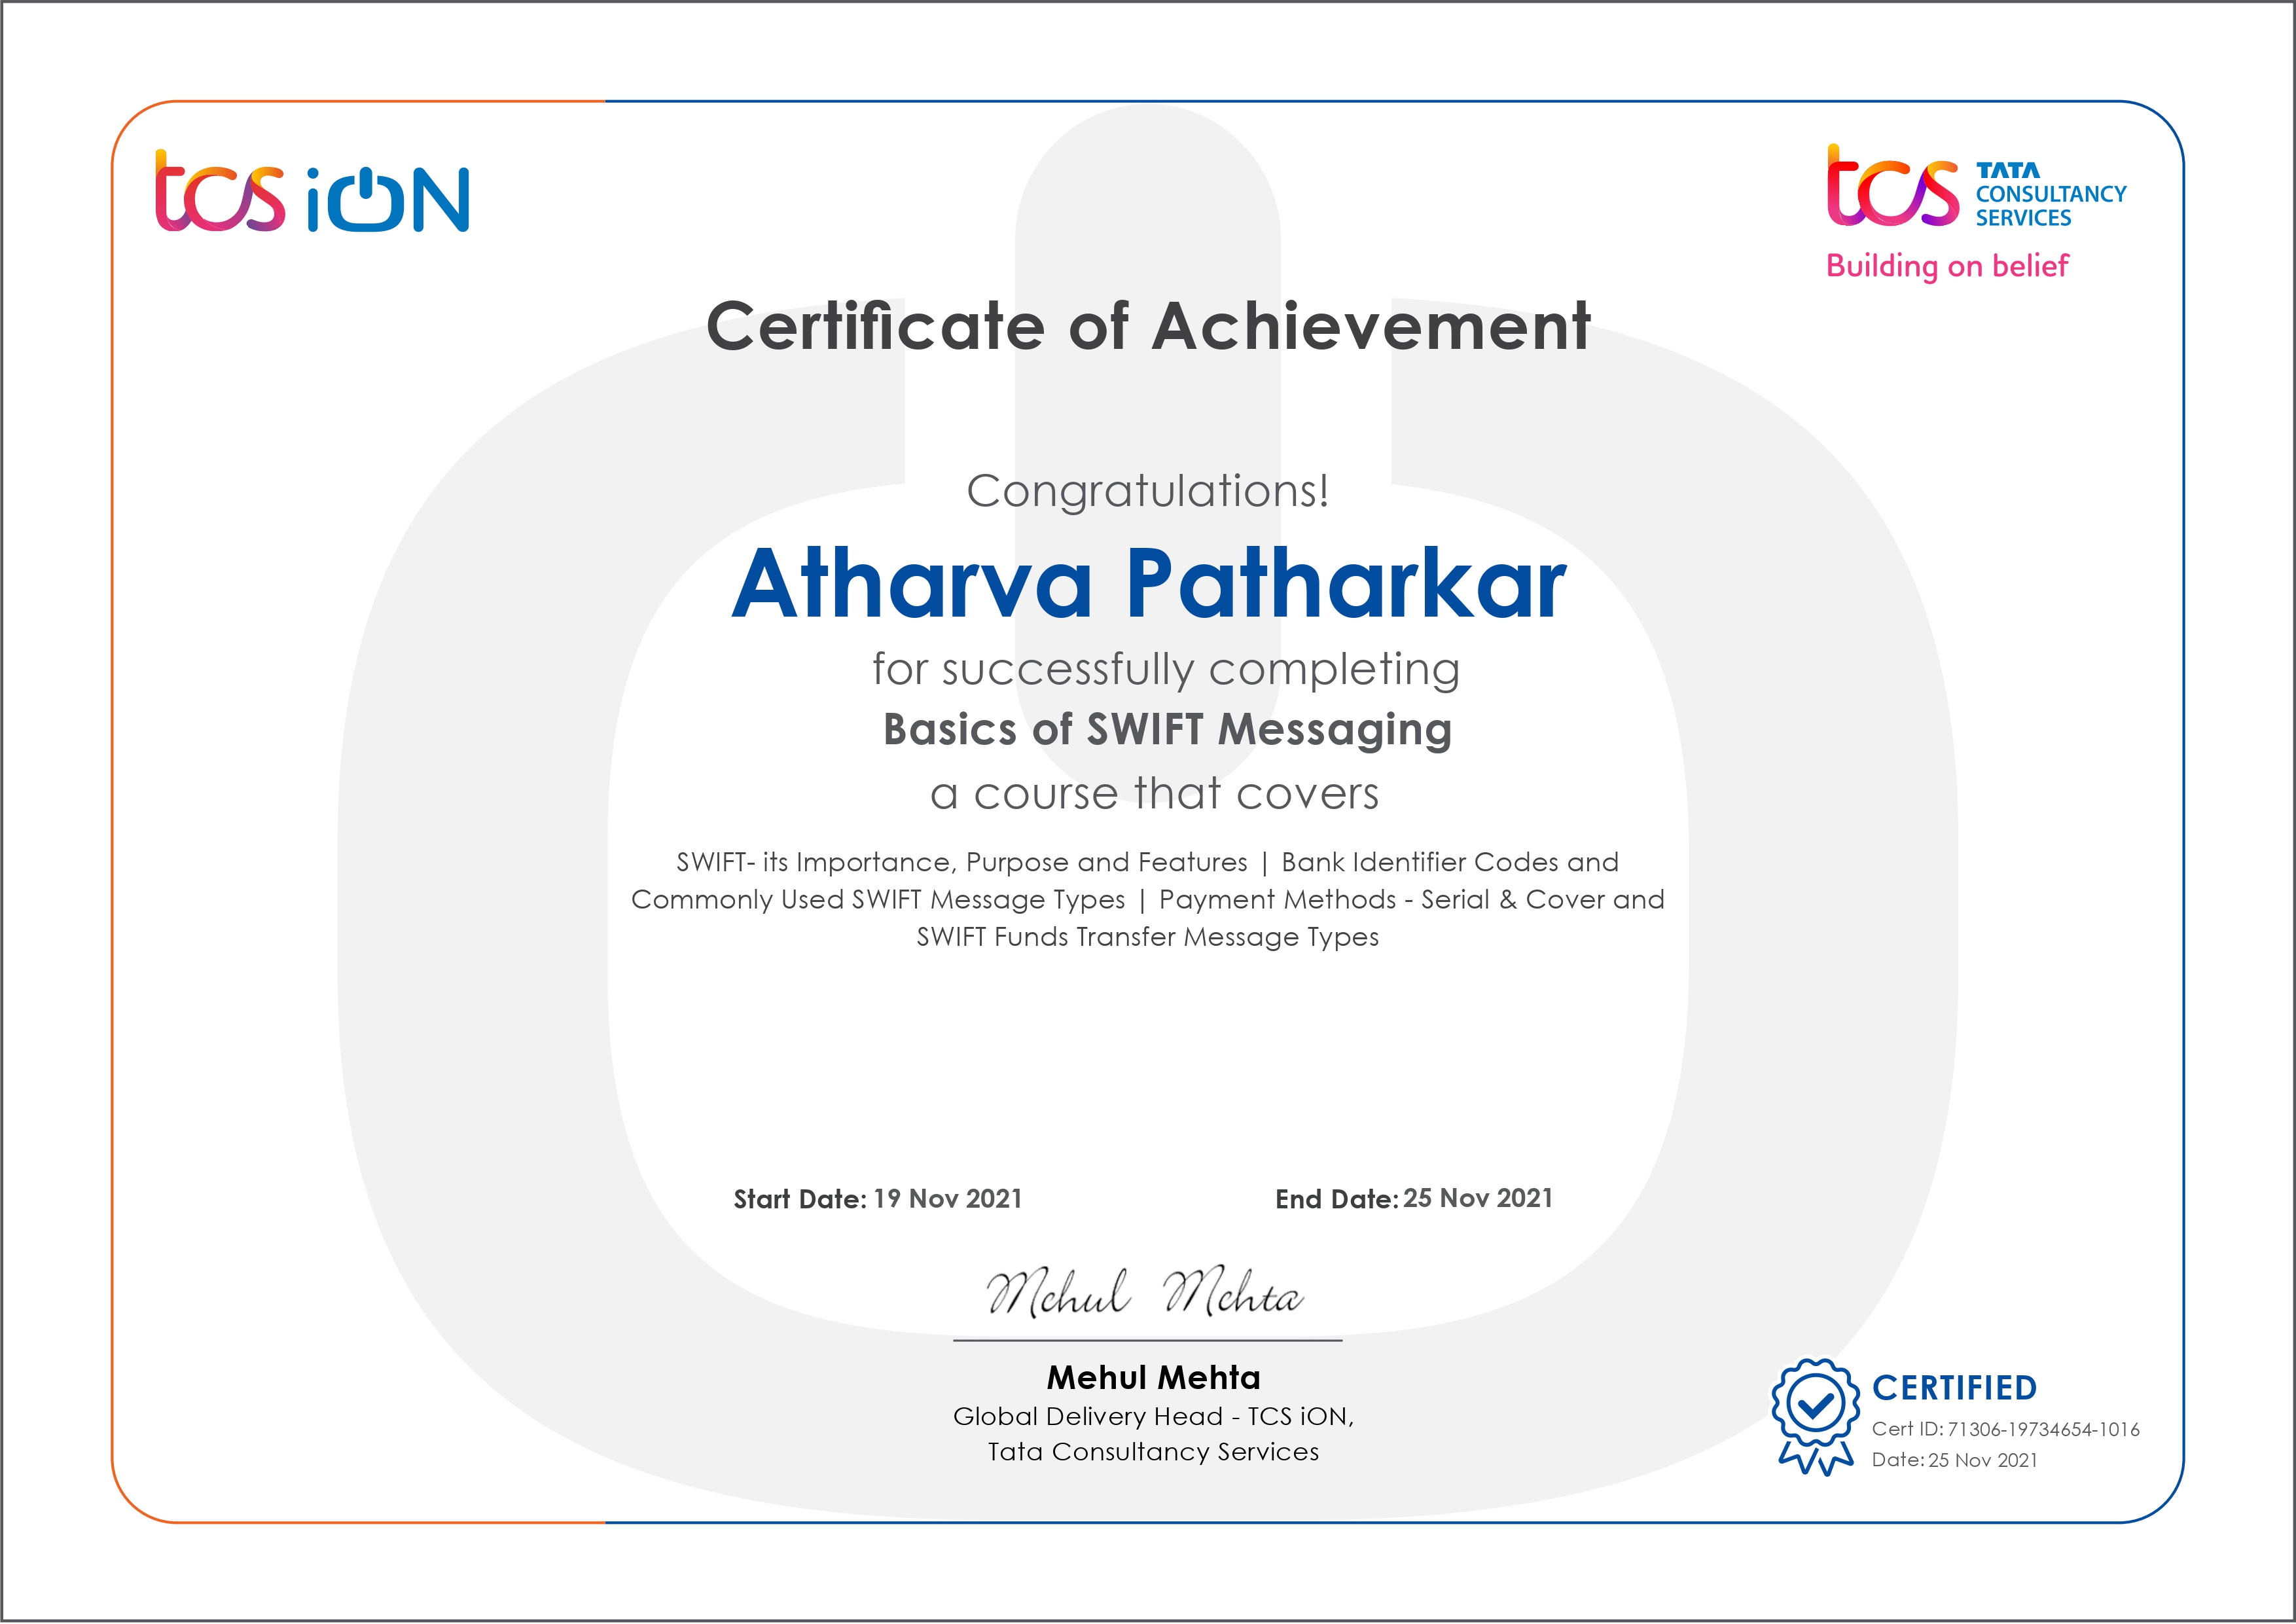 tcs iON
tcs TATA
CONSULTANCY
SERVICES
Building on belief
Certificate of Achievement
Congratulations!
Atharva Patharkar
for successfully completing
Basics of SWIFT Messaging
a course that covers
SWIFT- its Importance, Purpose and Features | Bank Identifier Codes and
Commonly Used SWIFT Message Types | Payment Methods - Serial & Cover and
SWIFT Funds Transfer Message Types
Start Date: 19 Nov 2021
End Date: 25 Nov 2021
Mehul Mehta
Mehul Mehta
Global Delivery Head - TCS iON,
Tata Consultancy Services
CERTIFIED
Cert ID: 71306-19734654-1016
Date: 25 Nov 2021